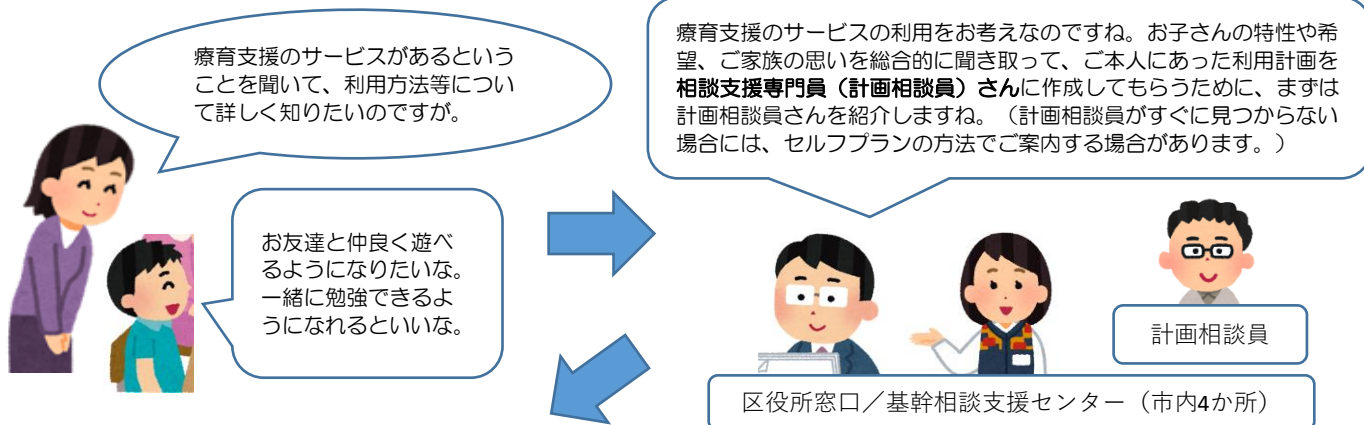 療育支援のサービスがあるという
ことを聞いて、利用方法等につい
て詳しく知りたいのですが。
お友達と仲良く遊べ
るようになりたいな。
一緒に勉強できるよ
うになれるといいな。
療育支援のサービスの利用をお考えなのですね。お子さんの特性や希
望、ご家族の思いを総合的に聞き取って、ご本人にあった利用計画を
相談支援専門員（計画相談員）さんに作成してもらうために、まずは
計画相談員さんを紹介しますね。（計画相談員がすぐに見つからない
場合には、セルフプランの方法でご案内する場合があります。）
計画相談員
区役所窓口／基幹相談支援センター（市内4か所）